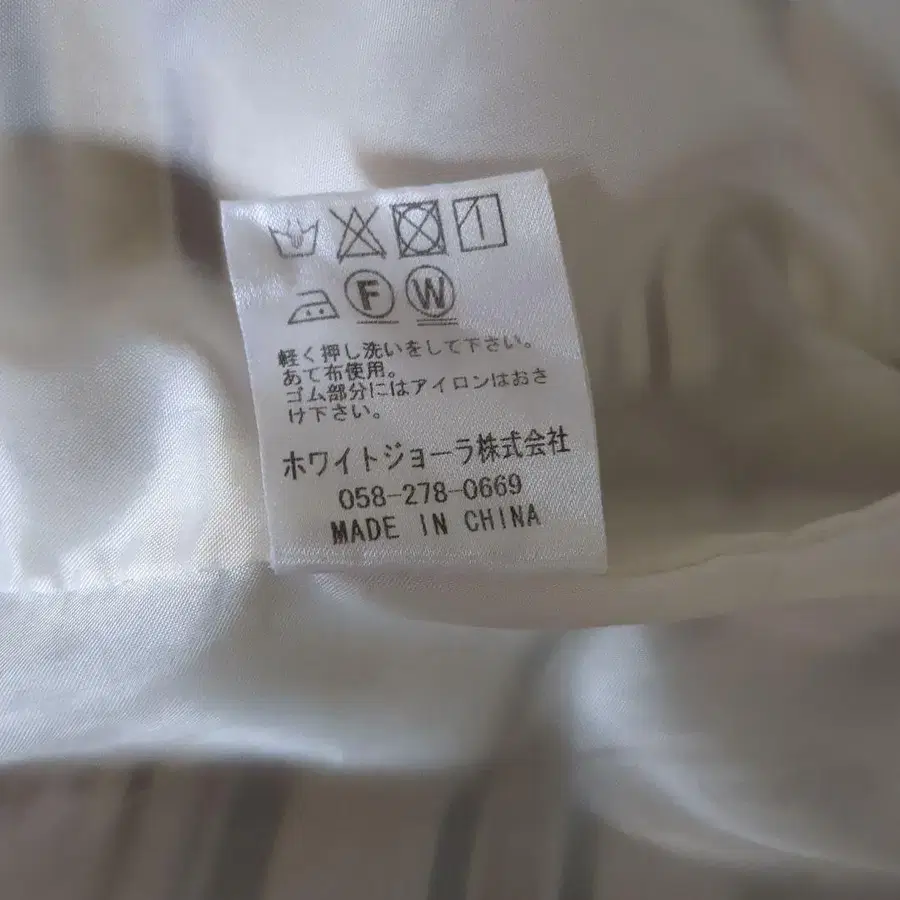 F W
軽く押し洗いをして下さい。
あて布使用。
ゴム部分にはアイロンはおさ
け下さい。
ホワイトジョーラ株式会社
058-278-0669
MADE IN CHINA